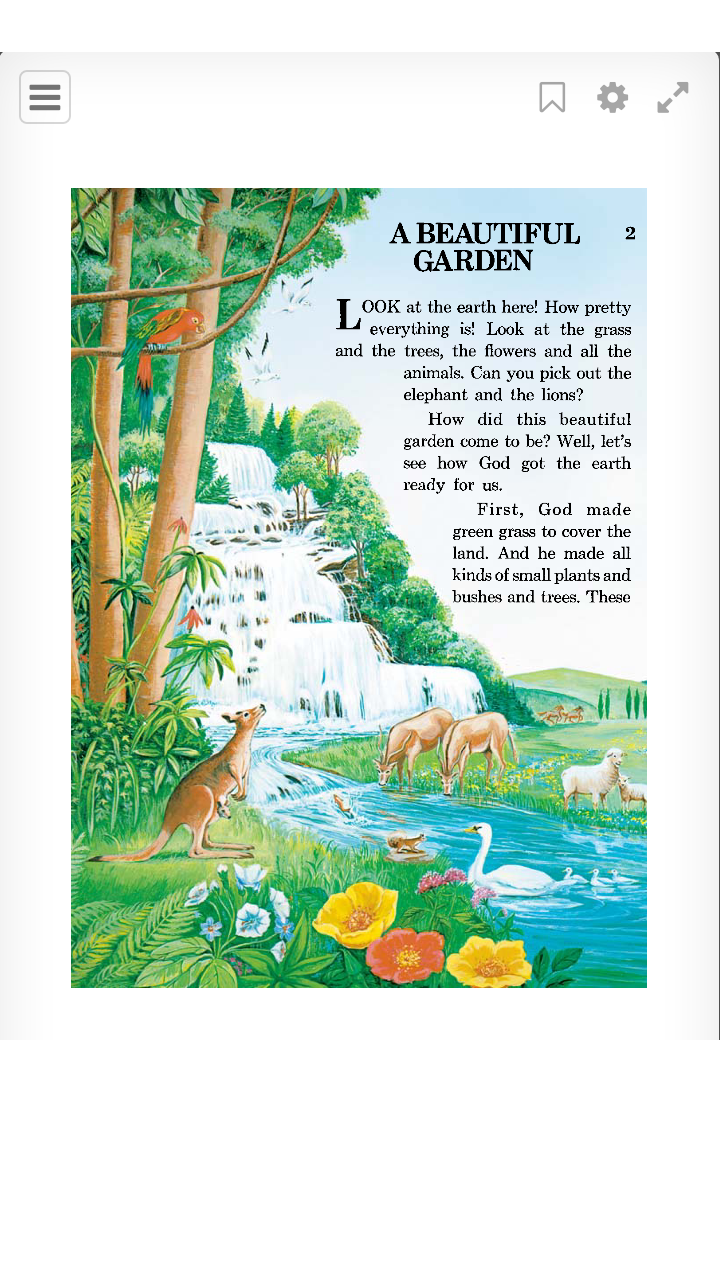 A BEAUTIFUL
GARDEN
2
LOOK at the earth here! How pretty
everything is! Look at the grass
and the trees, the flowers and all the
animals. Can you pick out the
elephant and the lions?
How did this beautiful
garden come to be? Well, let’s
see how God got the earth
ready for us.
First, God made
green grass to cover the
land. And he made all
kinds of small plants and
bushes and trees. These